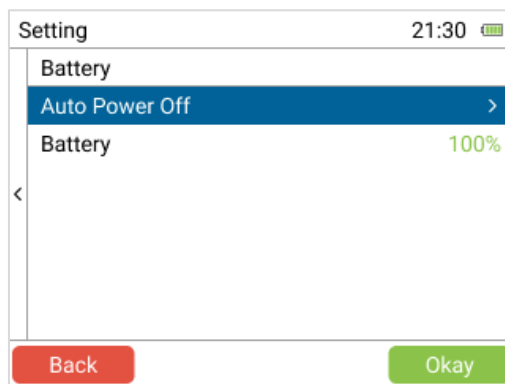 Setting 21:30
Battery
Auto Power Off >
Battery 100%
<
Back Okay